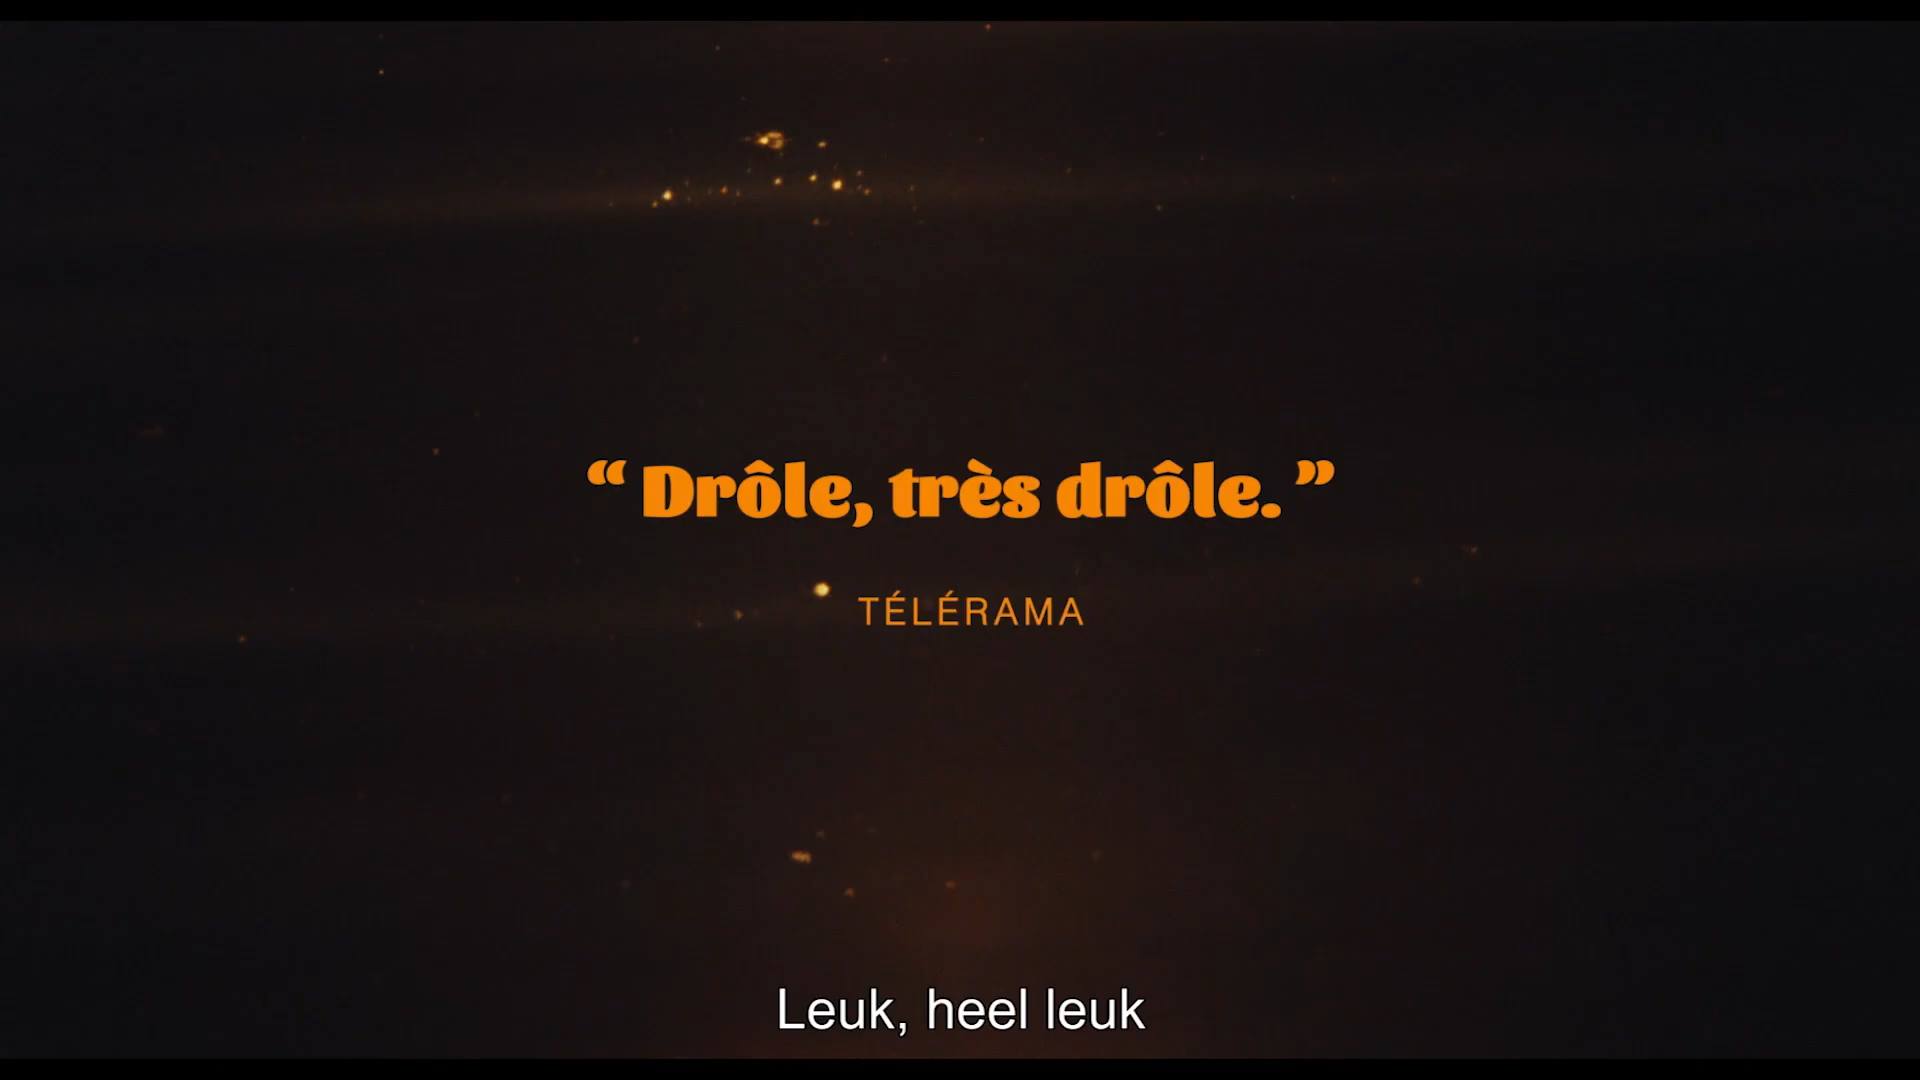 “ Drôle, très drôle. ”
TÉLÉRAMA
Leuk, heel leuk